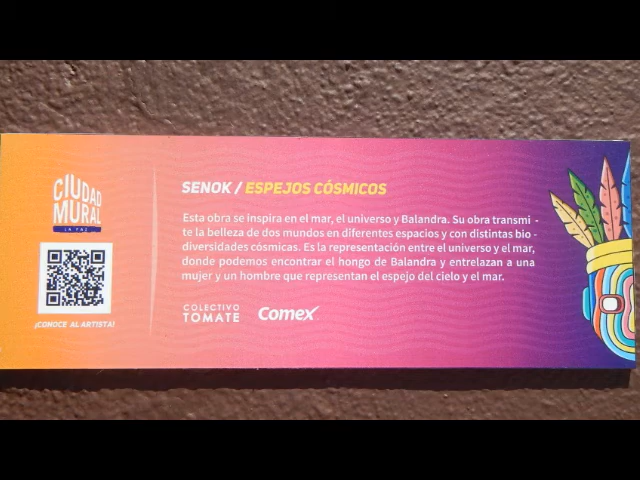 CIUDAD
MURAL
LA PAZ
¡CONOCE AL ARTISTA!
SENOK / ESPEJOS CÓSMICOS
Esta obra se inspira en el mar, el universo y Balandra. Su obra transmi -
te la belleza de dos mundos en diferentes espacios y con distintas bio -
diversidades cósmicas. Es la representación entre el universo y el mar,
donde podemos encontrar el hongo de Balandra y entrelazan a una
mujer y un hombre que representan el espejo del cielo y el mar.
COLECTIVO
TOMATE
Comex